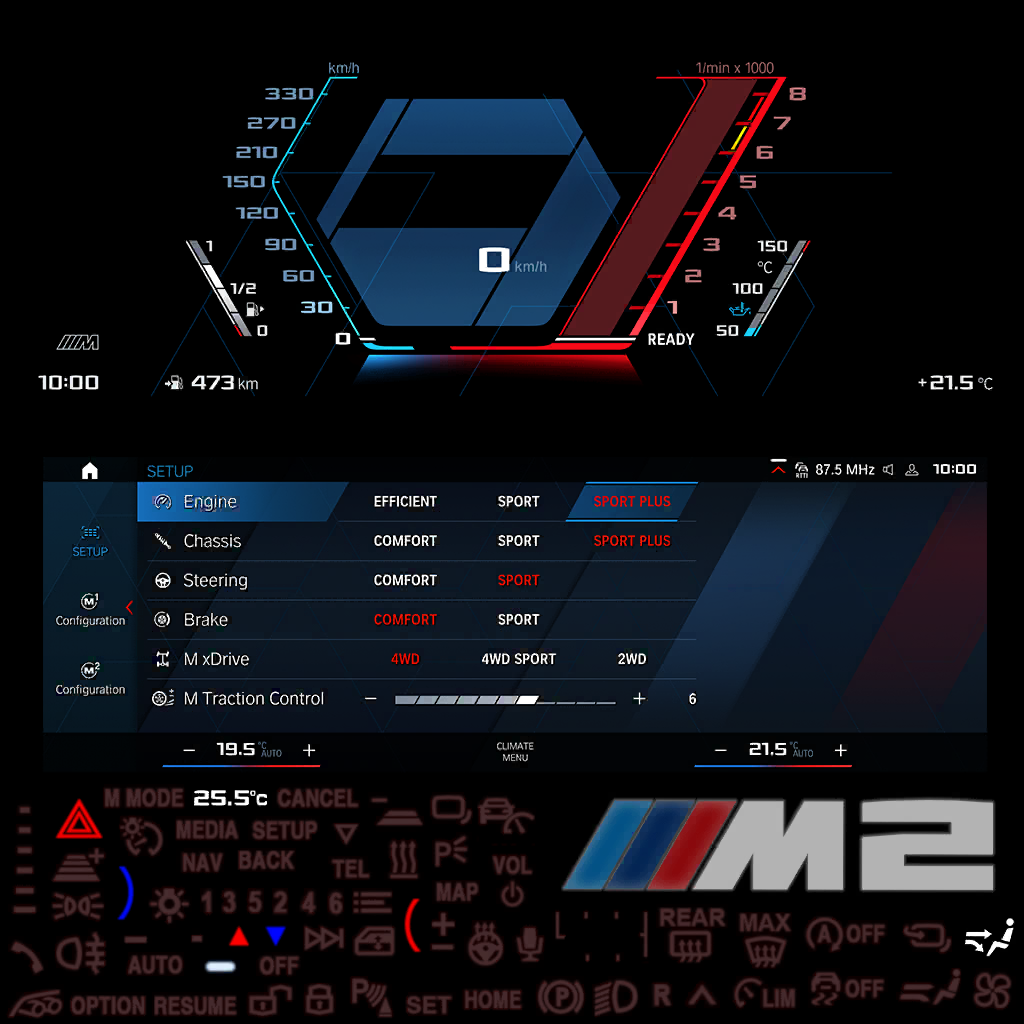 km/h
1/min x 1000
330
8
270
7
210
6
150
5
120
4
90
3
60
2
30
1
0
READY
0 km/h
1
1/2
0
150
°C
100
50
M
10:00
473 km
+21.5 °C
SETUP
RTTI
87.5 MHz
10:00
Engine EFFICIENT SPORT SPORT PLUS
Chassis COMFORT SPORT SPORT PLUS
Steering COMFORT SPORT
Brake COMFORT SPORT
M xDrive 4WD 4WD SPORT 2WD
M Traction Control − + 6
SETUP
M1
Configuration
M2
Configuration
− 19.5 °C AUTO +
CLIMATE
MENU
− 21.5 °C AUTO +
M MODE 25.5°c CANCEL −
MEDIA SETUP
NAV BACK TEL P VOL
MAP
1 3 5 2 4 6
+
−
AUTO OFF
REAR MAX A OFF
OPTION RESUME P SET HOME P R LIM OFF
M2